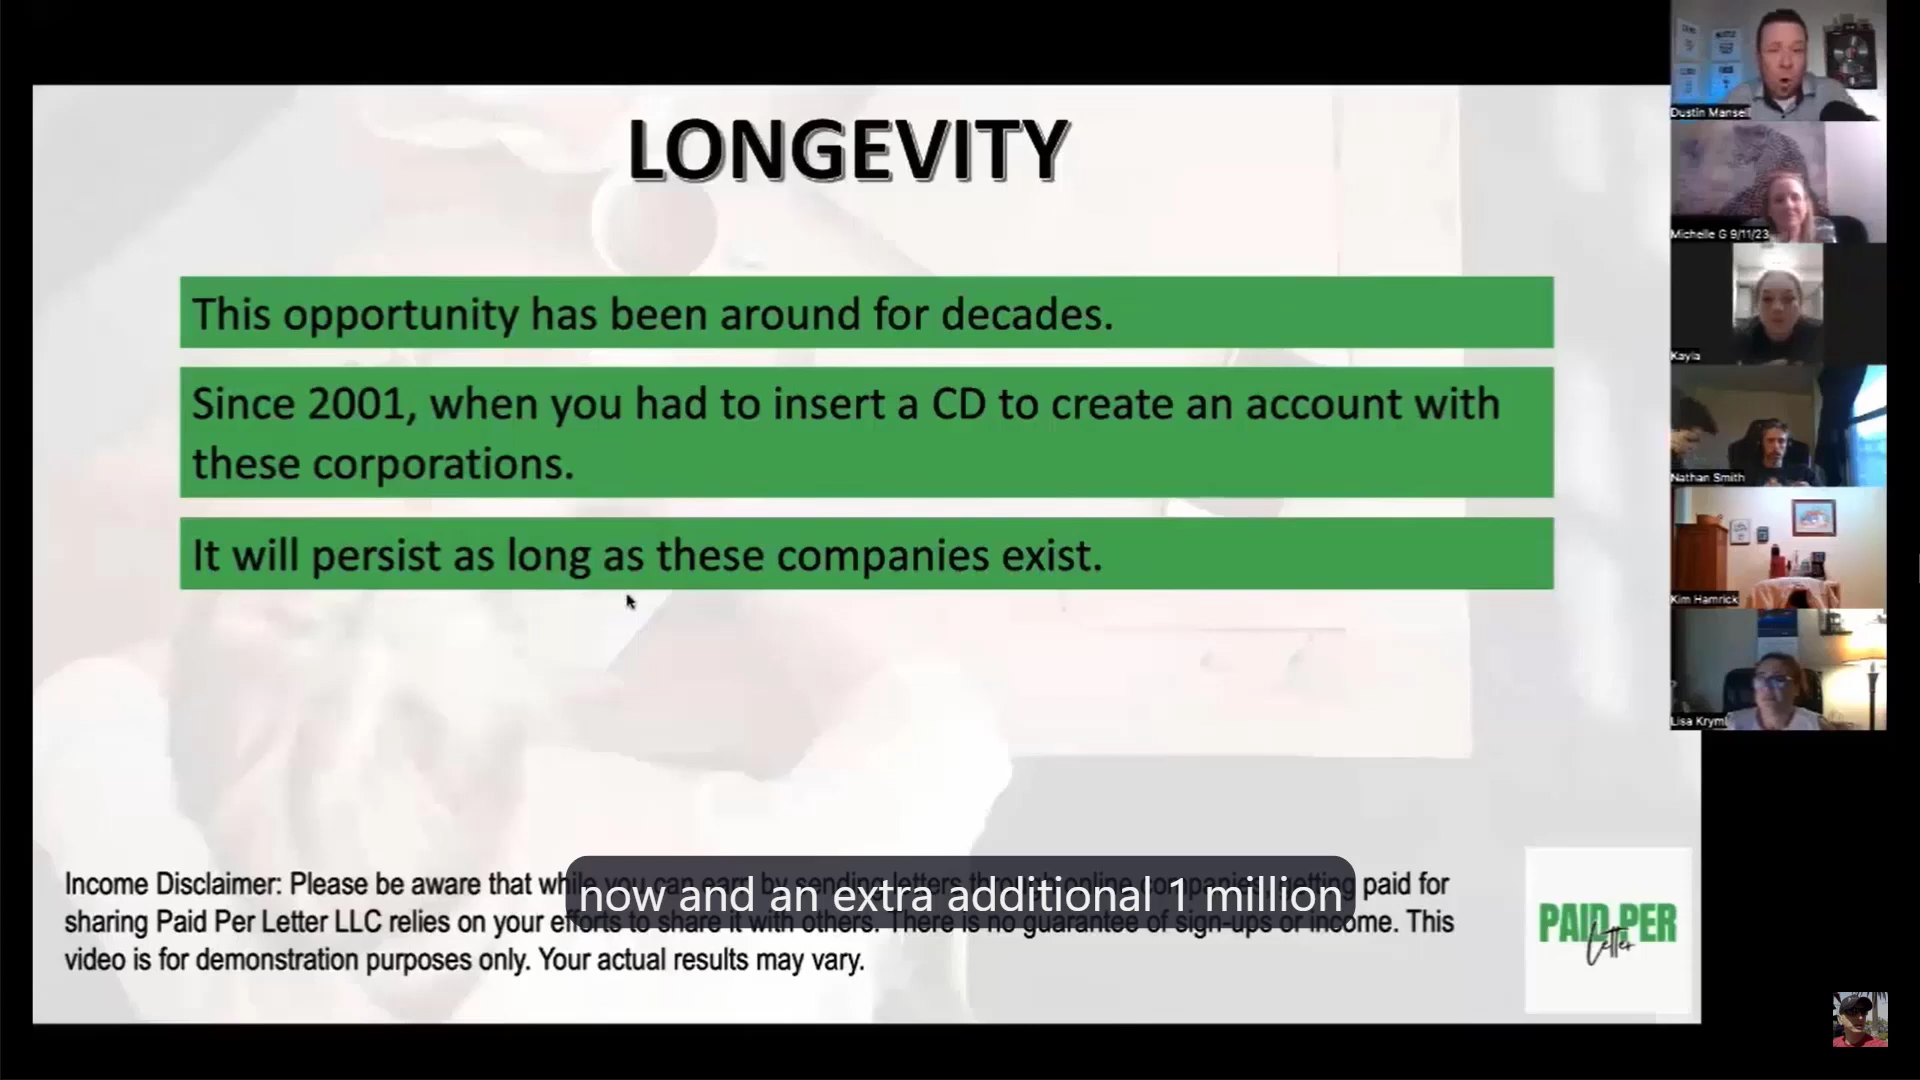 LONGEVITY
This opportunity has been around for decades.
Since 2001, when you had to insert a CD to create an account with
these corporations.
It will persist as long as these companies exist.
Income Disclaimer: Please be aware that while you can earn by sending letters through online companies, getting paid for
sharing Paid Per Letter LLC relies on your efforts to share it with others. There is no guarantee of sign-ups or income. This
video is for demonstration purposes only. Your actual results may vary.
now and an extra additional 1 million
PAID PER
Letter
Dustin Mansell
Michelle G 9/11/23
Kayla
Nathan Smith
Kim Hamrick
Lisa Kryml